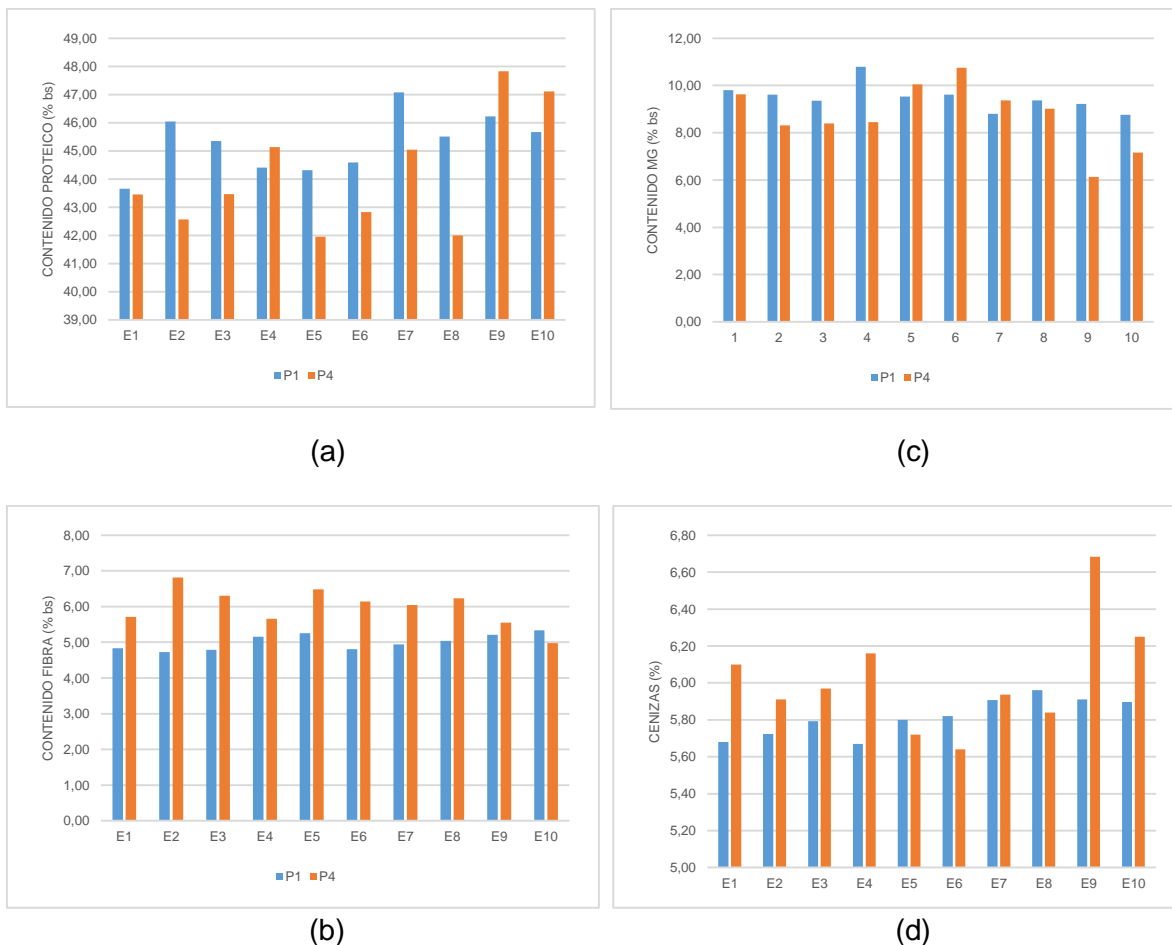 CONTENIDO PROTEICO (% bs)
49,00
48,00
47,00
46,00
45,00
44,00
43,00
42,00
41,00
40,00
39,00
E1 E2 E3 E4 E5 E6 E7 E8 E9 E10
P1 P4
(a)
CONTENIDO MG (% bs)
12,00
10,00
8,00
6,00
4,00
2,00
0,00
1 2 3 4 5 6 7 8 9 10
P1 P4
(c)
CONTENIDO FIBRA (% bs)
8,00
7,00
6,00
5,00
4,00
3,00
2,00
1,00
0,00
E1 E2 E3 E4 E5 E6 E7 E8 E9 E10
P1 P4
(b)
CENIZAS (%)
6,80
6,60
6,40
6,20
6,00
5,80
5,60
5,40
5,20
5,00
E1 E2 E3 E4 E5 E6 E7 E8 E9 E10
(d)